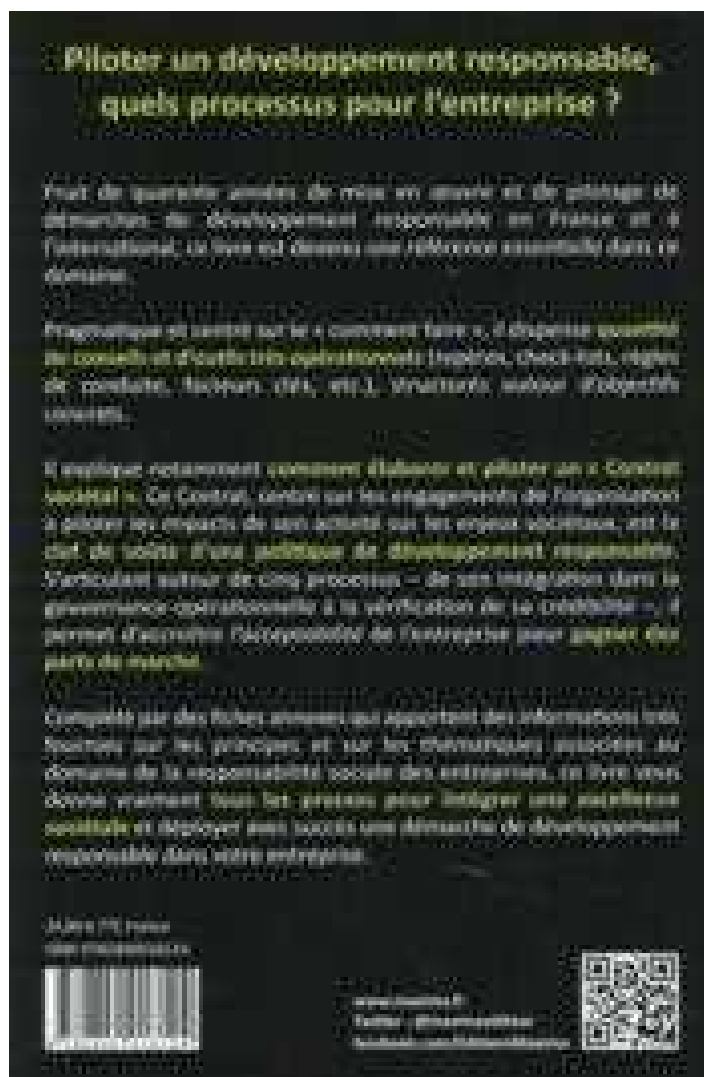 Piloter un développement responsable,
quels processus pour l'entreprise ?
Fruit de quarante années de mise en œuvre et de pilotage de
démarches de développement responsable en France et à
l'international, ce livre est devenu une référence essentielle dans ce
domaine.
Pragmatique et centré sur le « comment faire », il dispense
de conseils et d'outils très opérationnels (repères, check-lists, règles
de conduite, facteurs clés, etc.), structurés autour d'objectifs
concrets.
Il explique notamment comment élaborer et piloter un « Contrat
sociétal ». Ce Contrat, centré sur les engagements de l'organisation
à piloter les impacts de son activité sur les enjeux sociétaux, est la
clef de voûte d'une politique de développement responsable.
S'articulant autour de cinq processus – de son intégration dans la
gouvernance opérationnelle à la vérification de sa crédibilité –, il
permet d'accroître l'acceptabilité de l'entreprise pour gagner des
parts de marché.
Complété par des fiches annexes qui apportent des informations très
fournies sur les principes et sur les thématiques associées au
domaine de la responsabilité sociale des entreprises, ce livre vous
donne vraiment tous les process pour intégrer une excellence
sociétale et déployer avec succès une démarche de développement
responsable dans votre entreprise.